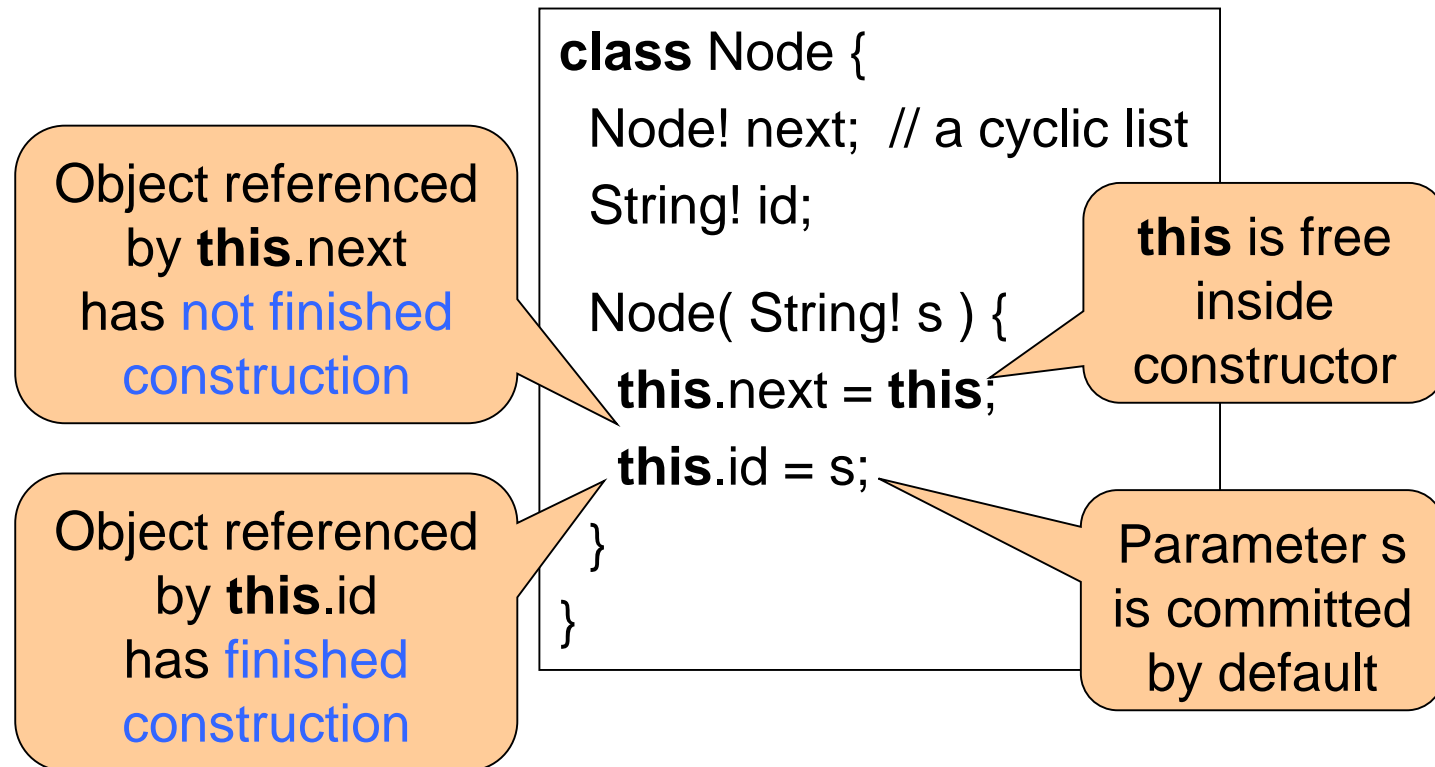 class Node {
Node! next; // a cyclic list
String! id;
Node( String! s ) {
this.next = this;
this.id = s;
}
}
Object referenced
by this.next
has not finished
construction
Object referenced
by this.id
has finished
construction
this is free
inside
constructor
Parameter s
is committed
by default